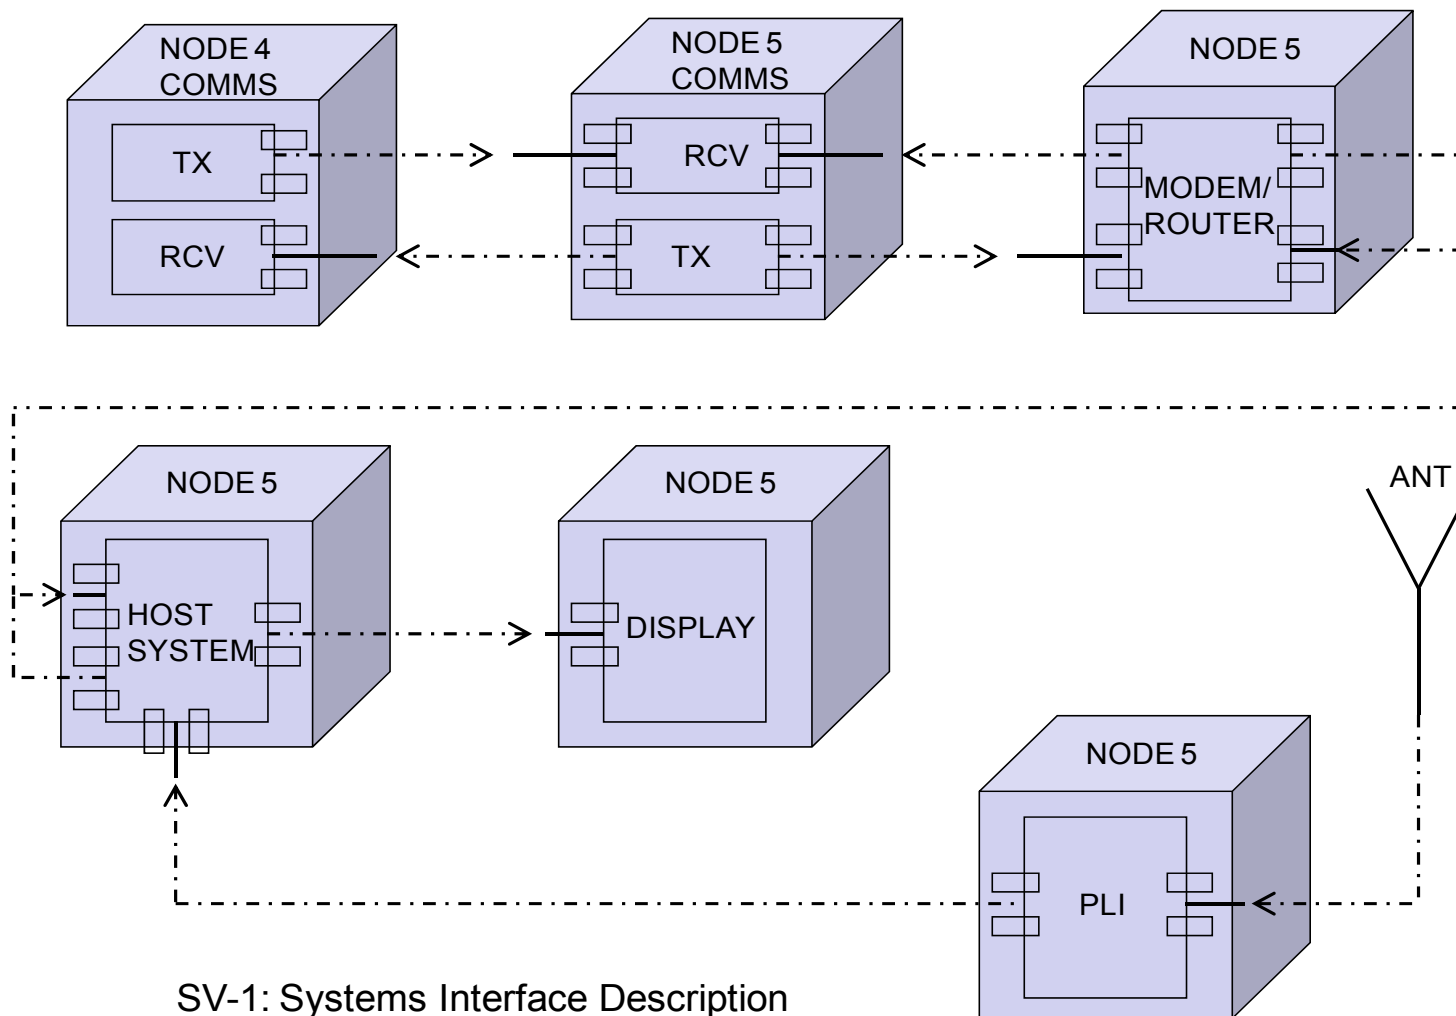 NODE 4
COMMS
TX
RCV
NODE 5
COMMS
RCV
TX
NODE 5
MODEM/
ROUTER
NODE 5
HOST
SYSTEM
NODE 5
DISPLAY
ANT
NODE 5
PLI
SV-1: Systems Interface Description